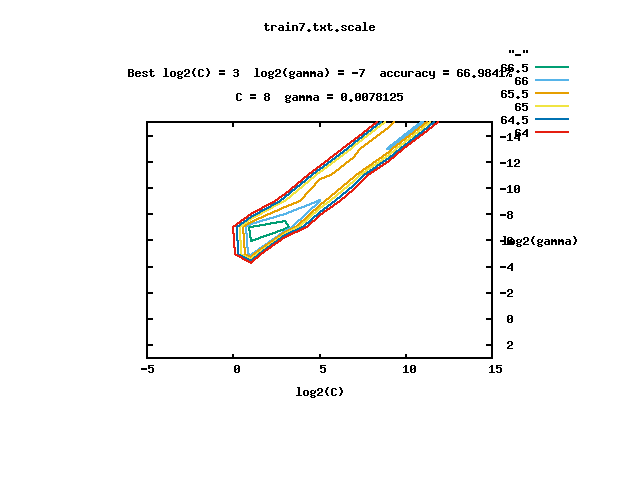 train7.txt.scale
"-"
Best log2(C) = 3 log2(gamma) = -7 accuracy = 66.9841%
66.5
66
C = 8 gamma = 0.0078125
65.5
65
64.5
64
-14
-12
-10
-8
-6
log2(gamma)
-4
-2
0
2
-5 0 5 10 15
log2(C)